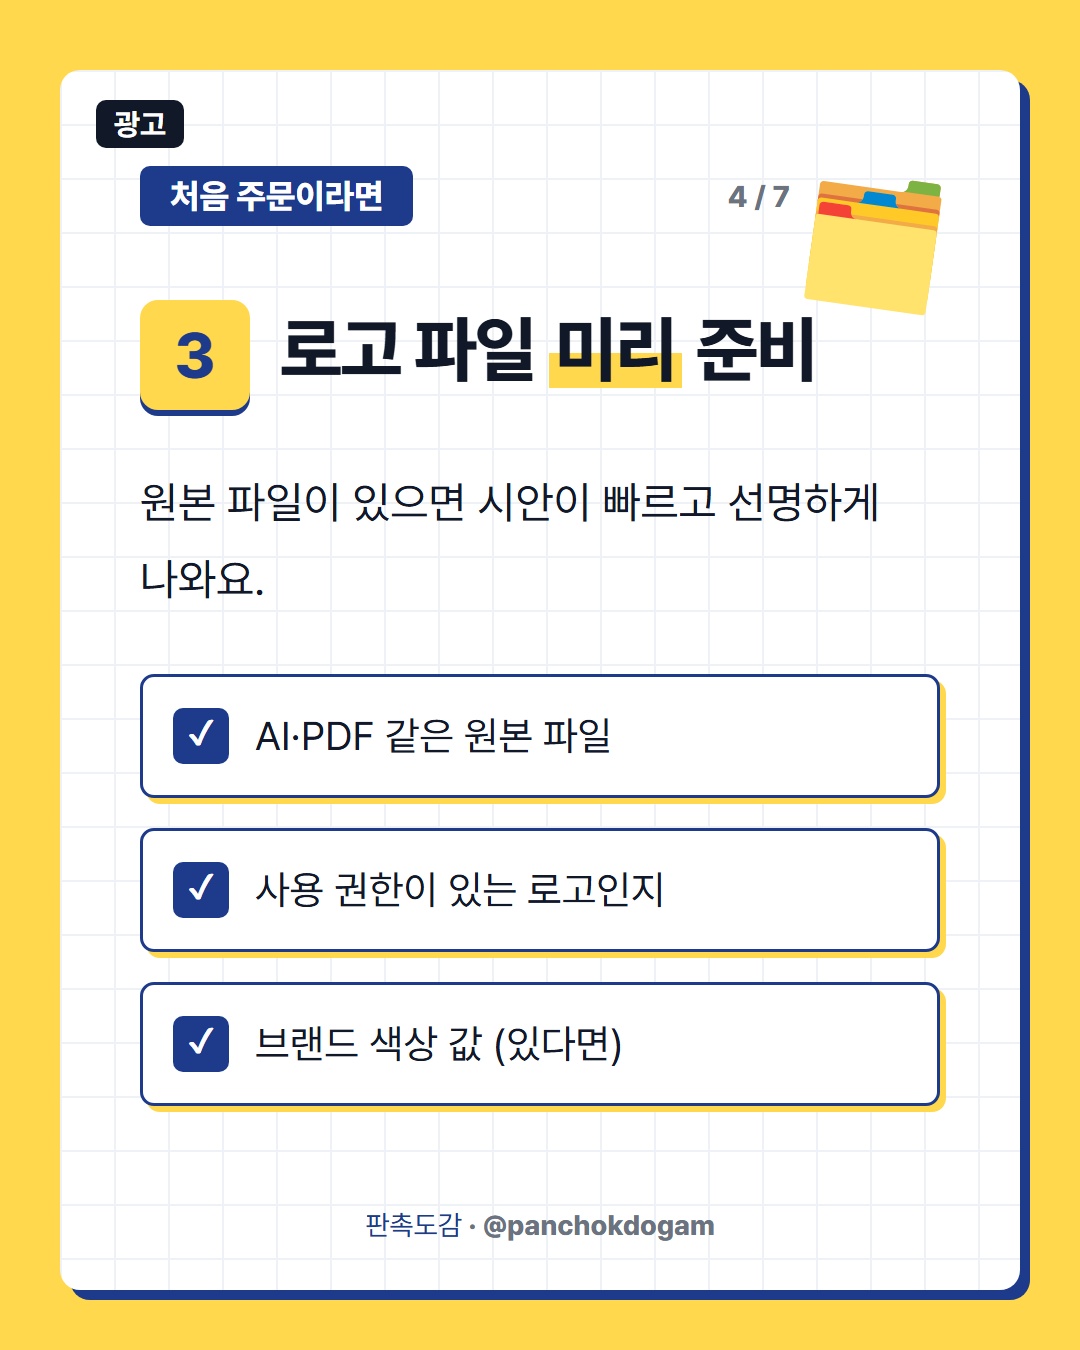 광고
처음 주문이라면
4 / 7
3
로고 파일 미리 준비
원본 파일이 있으면 시안이 빠르고 선명하게
나와요.
AI·PDF 같은 원본 파일
사용 권한이 있는 로고인지
브랜드 색상 값 (있다면)
판촉도감 · @panchokdogam